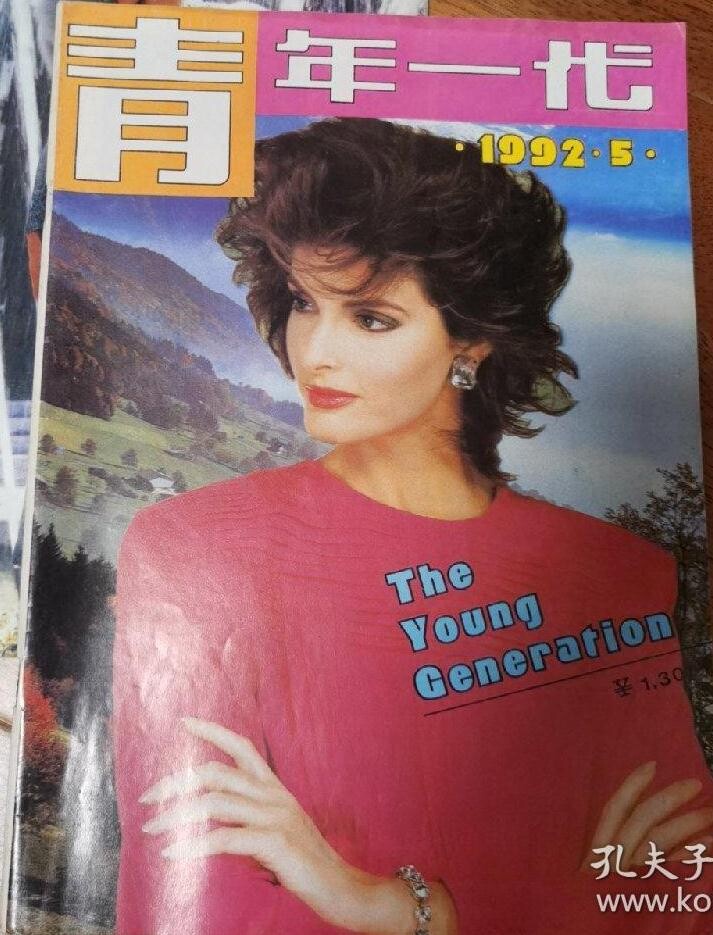 青年一代
·1992·5·
The
Young
Generation
¥ 1.30
孔夫子
www.ko